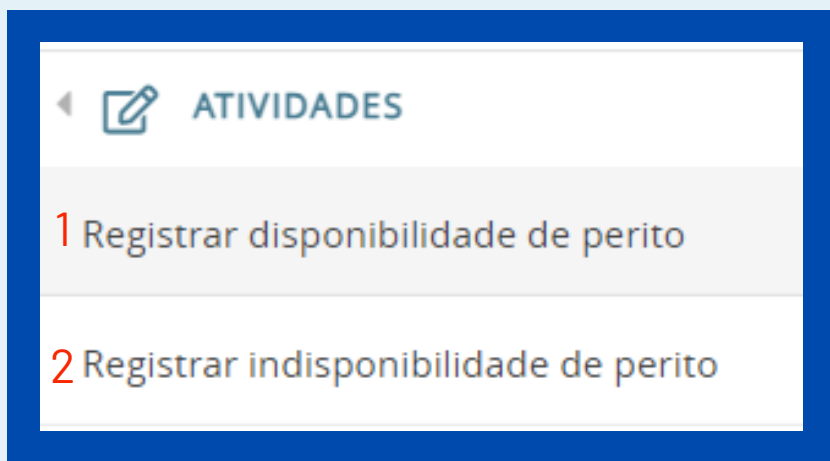 ATIVIDADES
1 Registrar disponibilidade de perito
2 Registrar indisponibilidade de perito